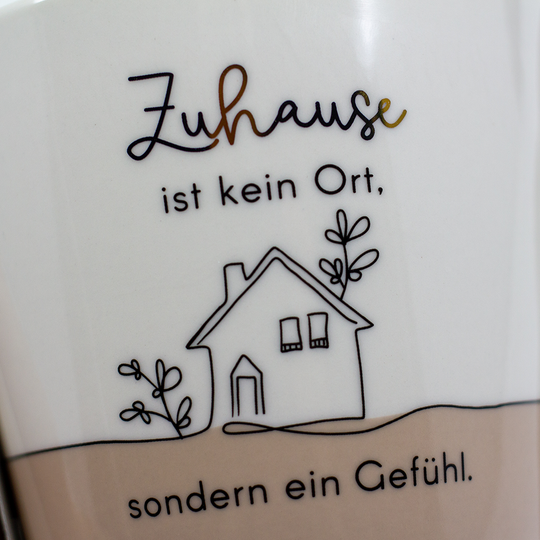 Zuhause
ist kein Ort,
sondern ein Gefühl.